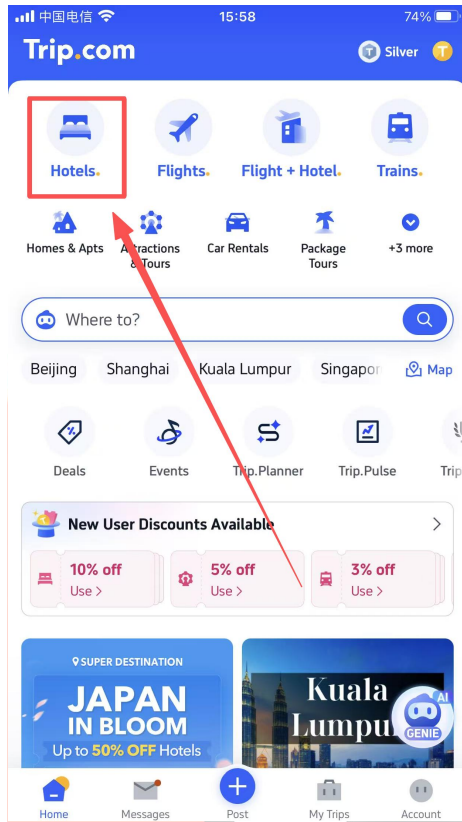 中国电信 15:58 74%
Trip.com Silver T
Hotels. Flights. Flight + Hotel. Trains.
Homes & Apts Attractions & Tours Car Rentals Package Tours +3 more
Where to?
Beijing Shanghai Kuala Lumpur Singapor Map
Deals Events Trip.Planner Trip.Pulse Trip
New User Discounts Available
10% off 5% off 3% off
Use > Use > Use >
SUPER DESTINATION
JAPAN
IN BLOOM
Up to 50% OFF Hotels
Kuala
Lumpu
AI
GENIE
Home Messages Post My Trips Account